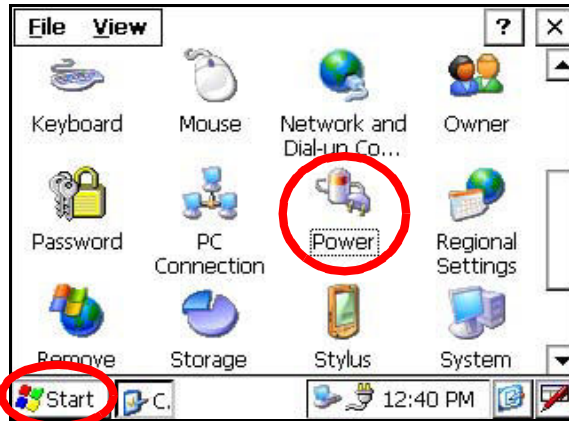 File View ?
Keyboard Mouse Network and Owner
Dial-up Co...
Password PC Power Regional
Connection Settings
Remove Storage Stylus System
Start C. 12:40 PM